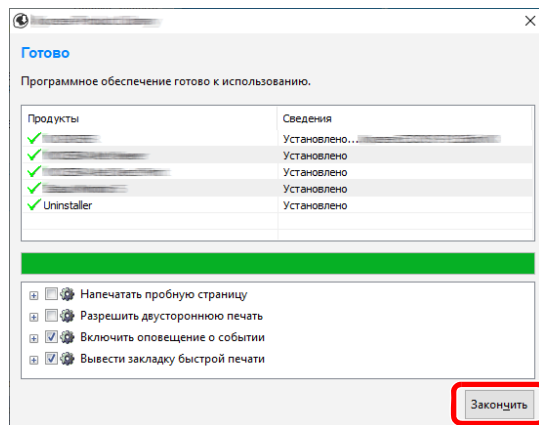 Готово
Программное обеспечение готово к использованию.
Продукты Сведения
Установлено...
Установлено
Установлено
Установлено
Uninstaller Установлено
Напечатать пробную страницу
Разрешить двустороннюю печать
Включить оповещение о событии
Вывести закладку быстрой печати
Закончить